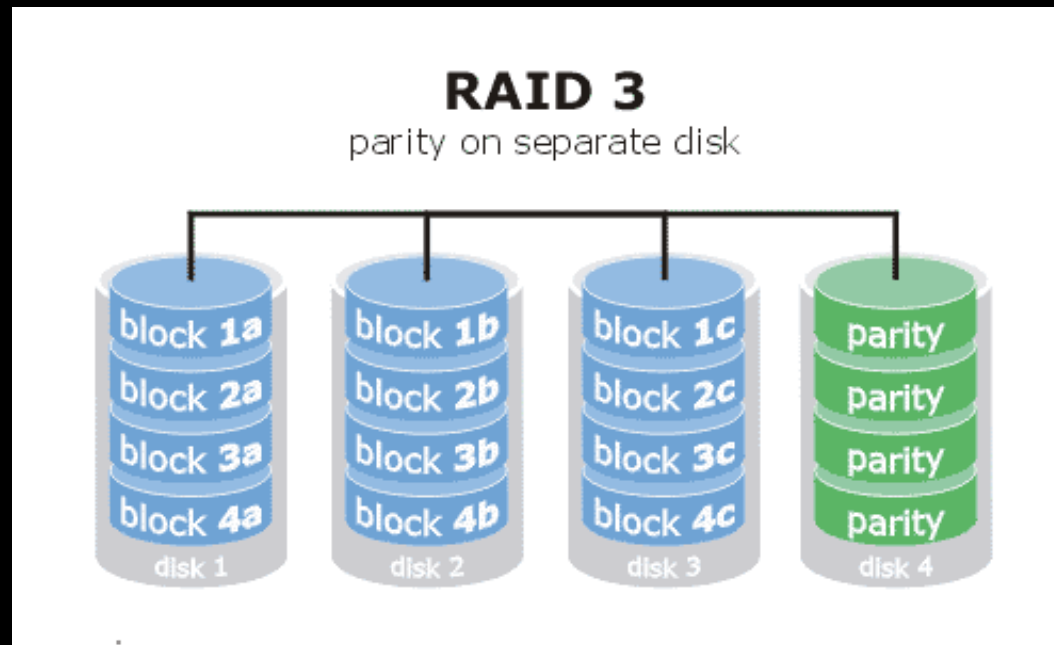 RAID 3
parity on separate disk
block 1a block 1b block 1c parity
block 2a block 2b block 2c parity
block 3a block 3b block 3c parity
block 4a block 4b block 4c parity
disk 1 disk 2 disk 3 disk 4